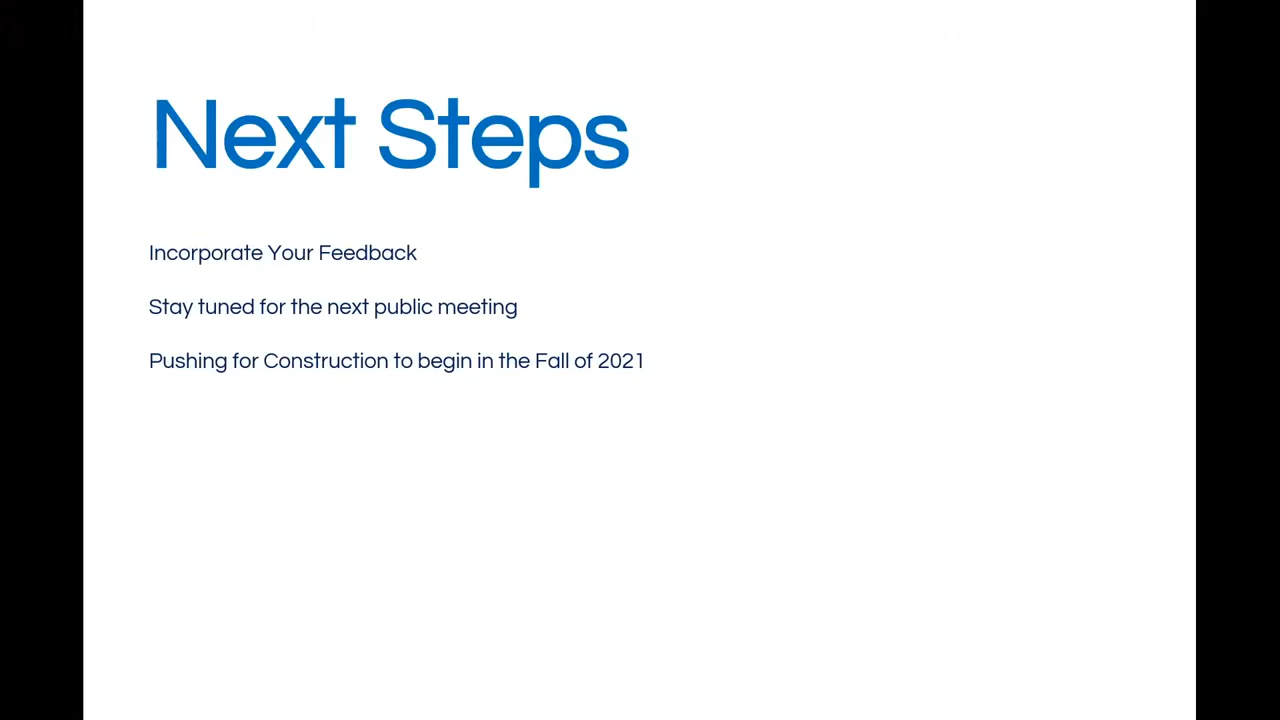 Next Steps
Incorporate Your Feedback
Stay tuned for the next public meeting
Pushing for Construction to begin in the Fall of 2021